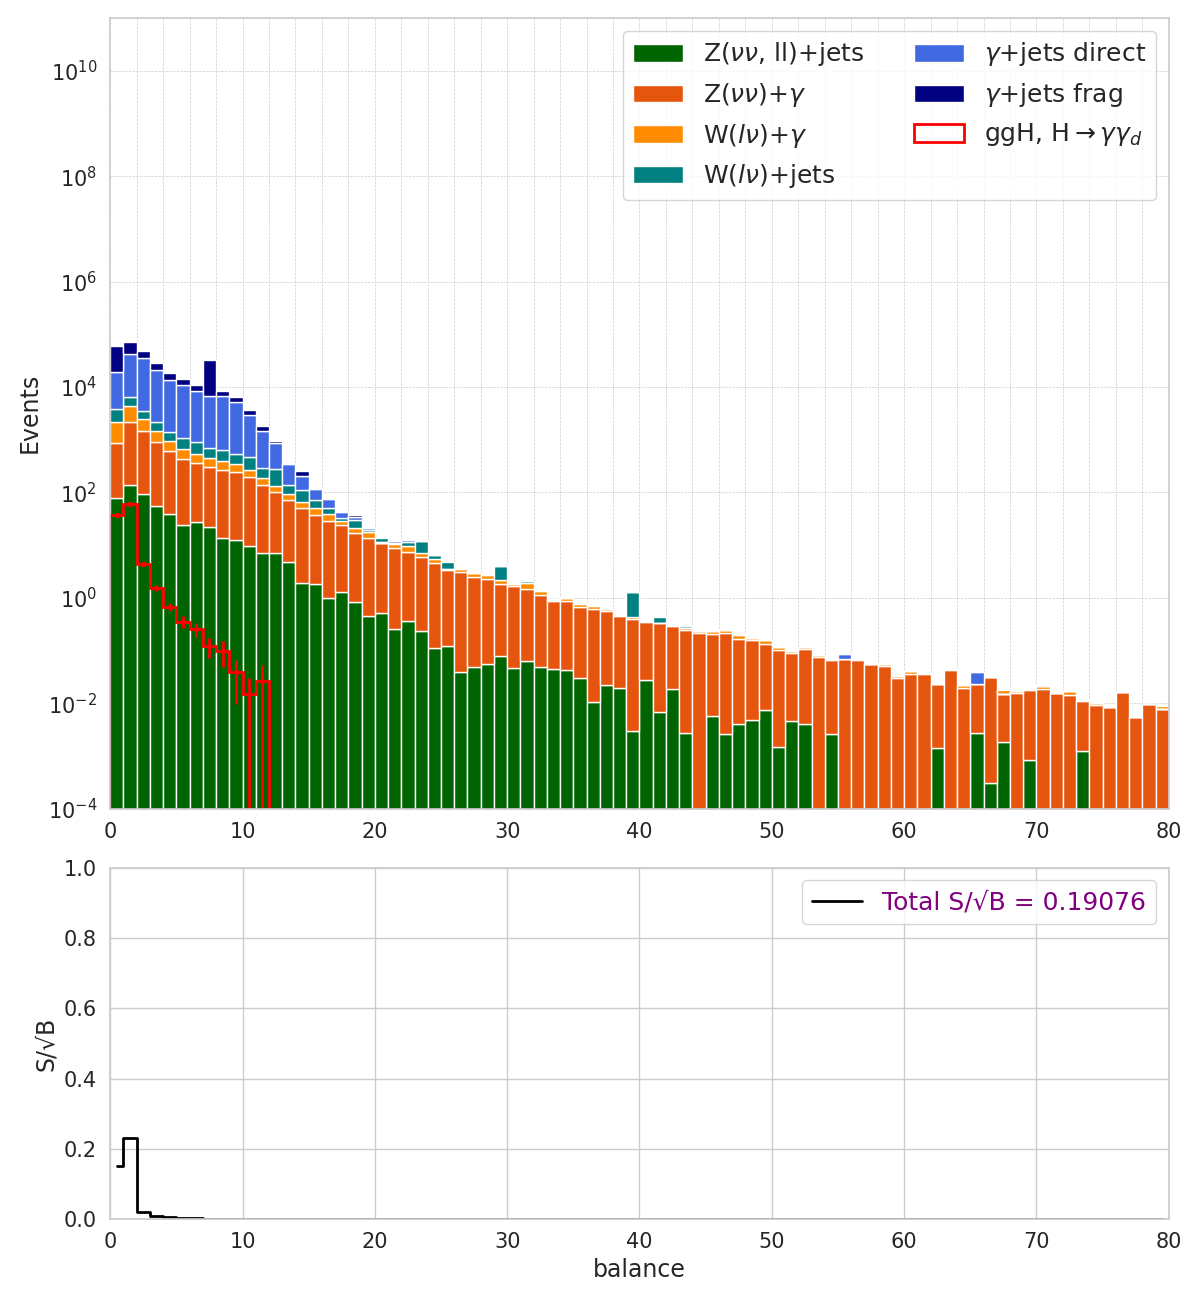 Z(νν, ll)+jets
Z(νν)+γ
W(lν)+γ
W(lν)+jets
γ+jets direct
γ+jets frag
ggH, H→γγ_d
Events
10^10
10^8
10^6
10^4
10^2
10^0
10^−2
10^−4
0 10 20 30 40 50 60 70 80
Total S/√B = 0.19076
S/√B
1.0
0.8
0.6
0.4
0.2
0.0
0 10 20 30 40 50 60 70 80
balance